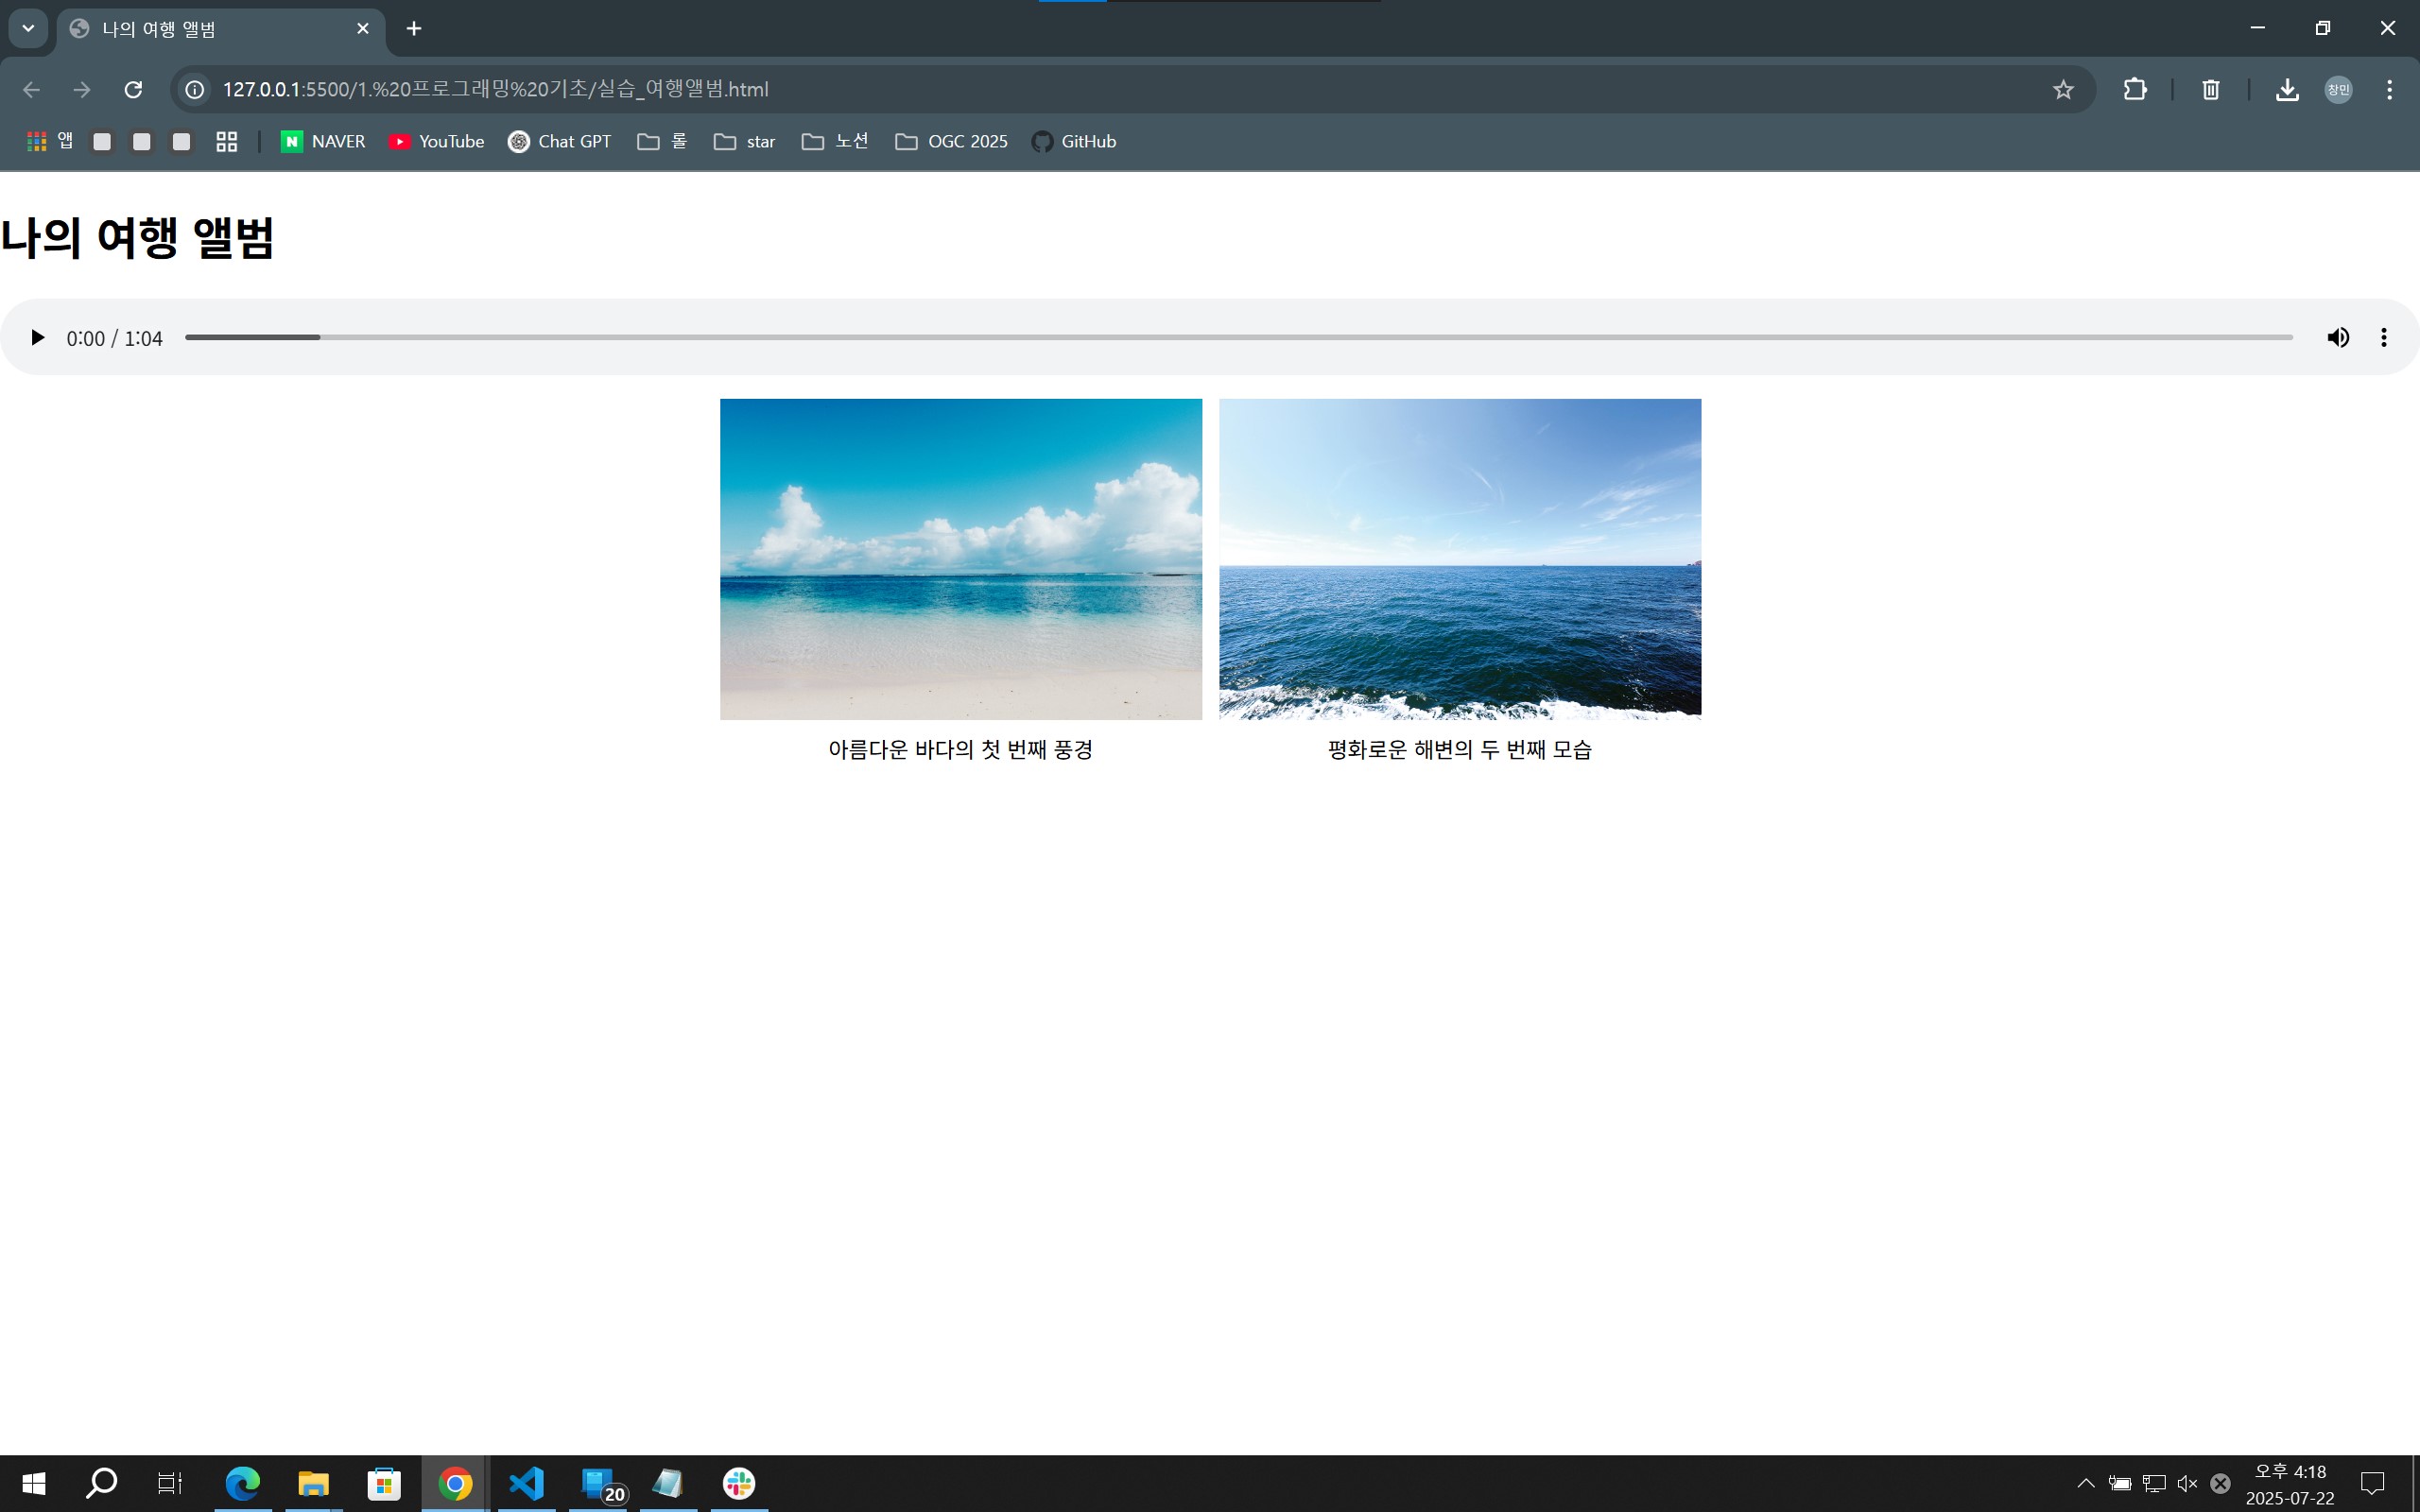 나의 여행 앨범
127.0.0.1:5500/1.%20프로그래밍%20기초/실습_여행앨범.html
창민
앱 NAVER YouTube Chat GPT 롤 star 노션 OGC 2025 GitHub
나의 여행 앨범
0:00 / 1:04
아름다운 바다의 첫 번째 풍경
평화로운 해변의 두 번째 모습
20
오후 4:18
2025-07-22